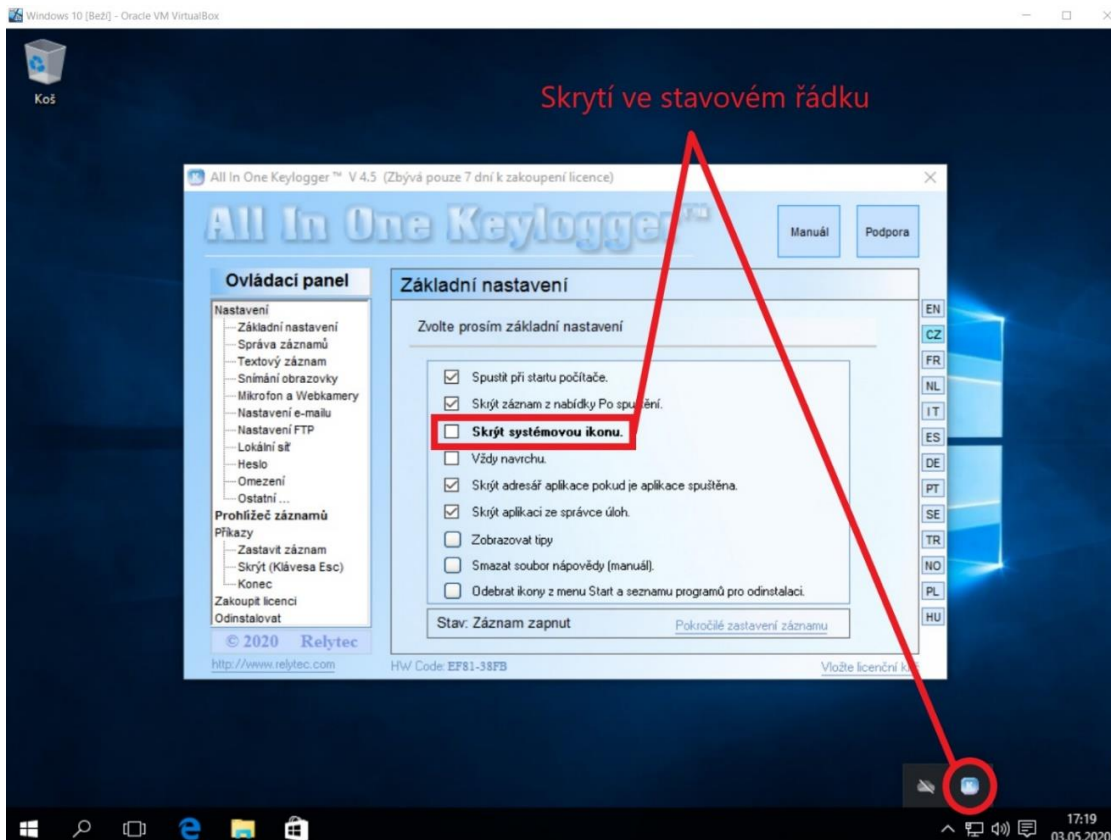 Windows 10 [Beží] - Oracle VM VirtualBox
Koš
Skrytí ve stavovém řádku
All In One Keylogger™ V 4.5 (Zbývá pouze 7 dní k zakoupení licence)
All In One Keylogger™
Manuál
Podpora
Ovládací panel
Nastavení
Základní nastavení
Správa záznamů
Textový záznam
Snímání obrazovky
Mikrofon a Webkamery
Nastavení e-mailu
Nastavení FTP
Lokální síť
Heslo
Omezení
Ostatní ...
Prohlížeč záznamů
Příkazy
Zastavit záznam
Skrýt (Klávesa Esc)
Konec
Zakoupit licenci
Odinstalovat
© 2020 Relytec
http://www.relytec.com
Základní nastavení
Zvolte prosím základní nastavení
Spustit při startu počítače.
Skrýt záznam z nabídky Po spuštění.
Skrýt systémovou ikonu.
Vždy navrchu.
Skrýt adresář aplikace pokud je aplikace spuštěna.
Skrýt aplikaci ze správce úloh.
Zobrazovat tipy
Smazat soubor nápovědy (manuál).
Odebrat ikony z menu Start a seznamu programů pro odinstalaci.
Stav: Záznam zapnut
Pokročilé zastavení záznamu
HW Code: EF81-38FB
Vložte licenční
EN
CZ
FR
NL
IT
ES
DE
PT
SE
TR
NO
PL
HU
17:19
03.05.2020